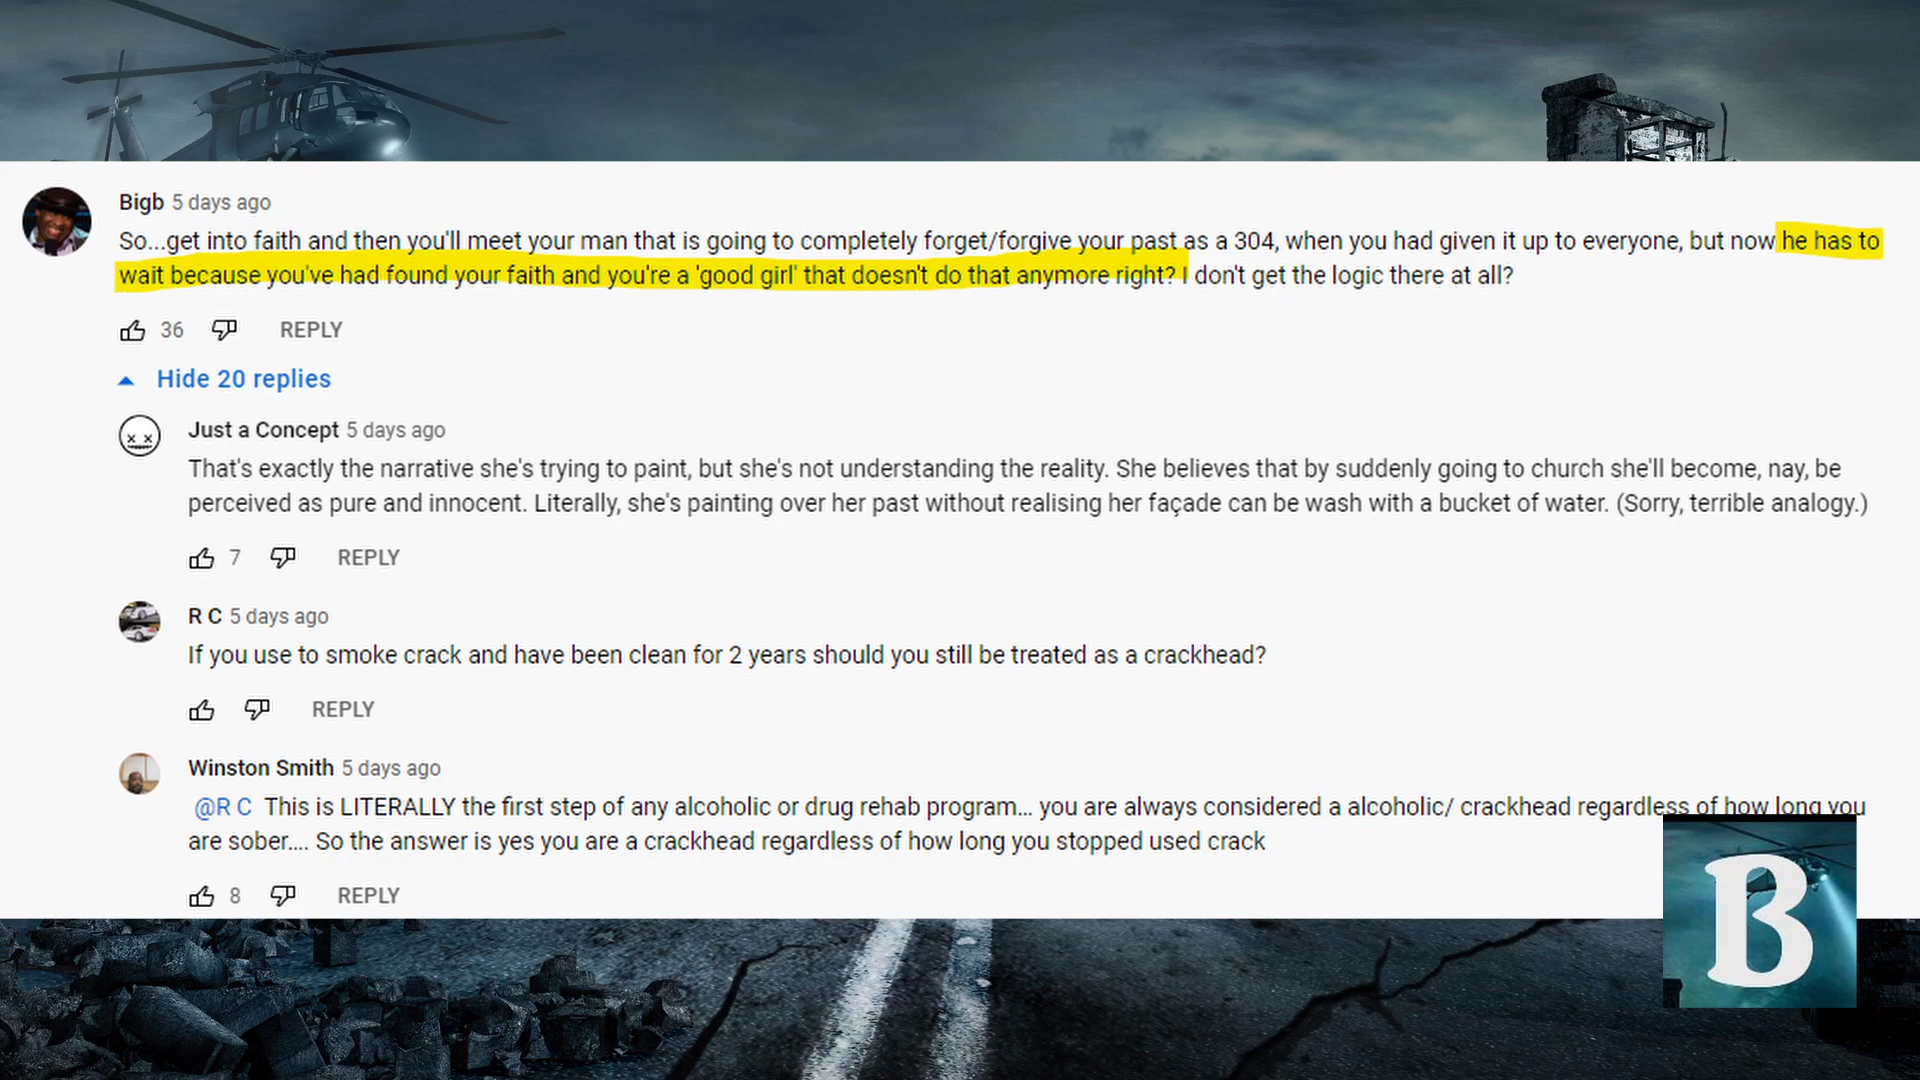 Bigb 5 days ago
So...get into faith and then you'll meet your man that is going to completely forget/forgive your past as a 304, when you had given it up to everyone, but now he has to
wait because you've had found your faith and you're a 'good girl' that doesn't do that anymore right? I don't get the logic there at all?
36 REPLY
Hide 20 replies
Just a Concept 5 days ago
That's exactly the narrative she's trying to paint, but she's not understanding the reality. She believes that by suddenly going to church she'll become, nay, be
perceived as pure and innocent. Literally, she's painting over her past without realising her façade can be wash with a bucket of water. (Sorry, terrible analogy.)
7 REPLY
R C 5 days ago
If you use to smoke crack and have been clean for 2 years should you still be treated as a crackhead?
REPLY
Winston Smith 5 days ago
@R C This is LITERALLY the first step of any alcoholic or drug rehab program... you are always considered a alcoholic/ crackhead regardless of how long you
are sober.... So the answer is yes you are a crackhead regardless of how long you stopped used crack
8 REPLY
B